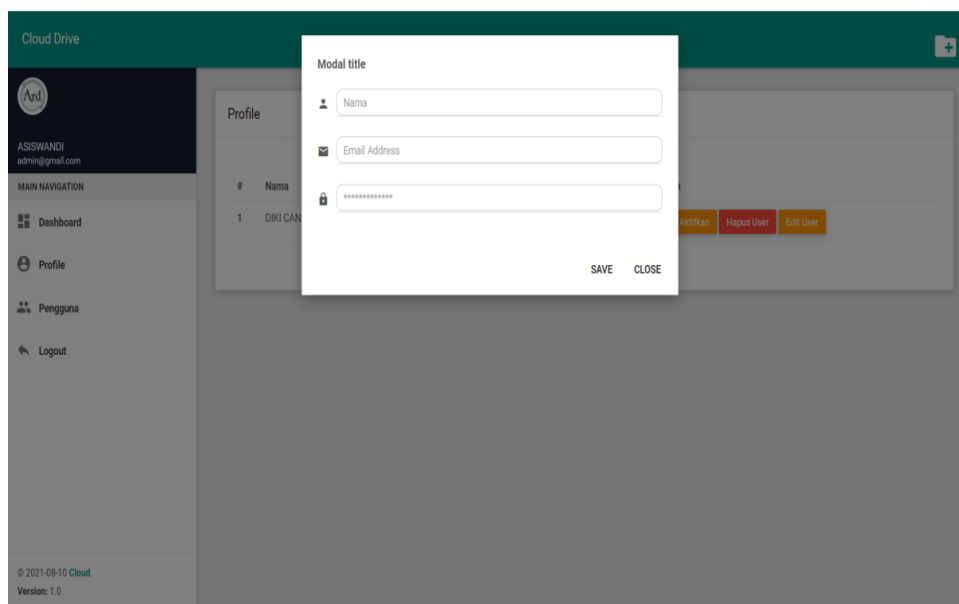 Cloud Drive
Ard
ASISWANDI
admin@gmail.com
MAIN NAVIGATION
Dashboard
Profile
Pengguna
Logout
© 2021-08-10 Cloud.
Version: 1.0
Profile
# Nama
1 DIKI CAN
Aktifkan Hapus User Edit User
Modal title
Nama
Email Address
*************
SAVE CLOSE